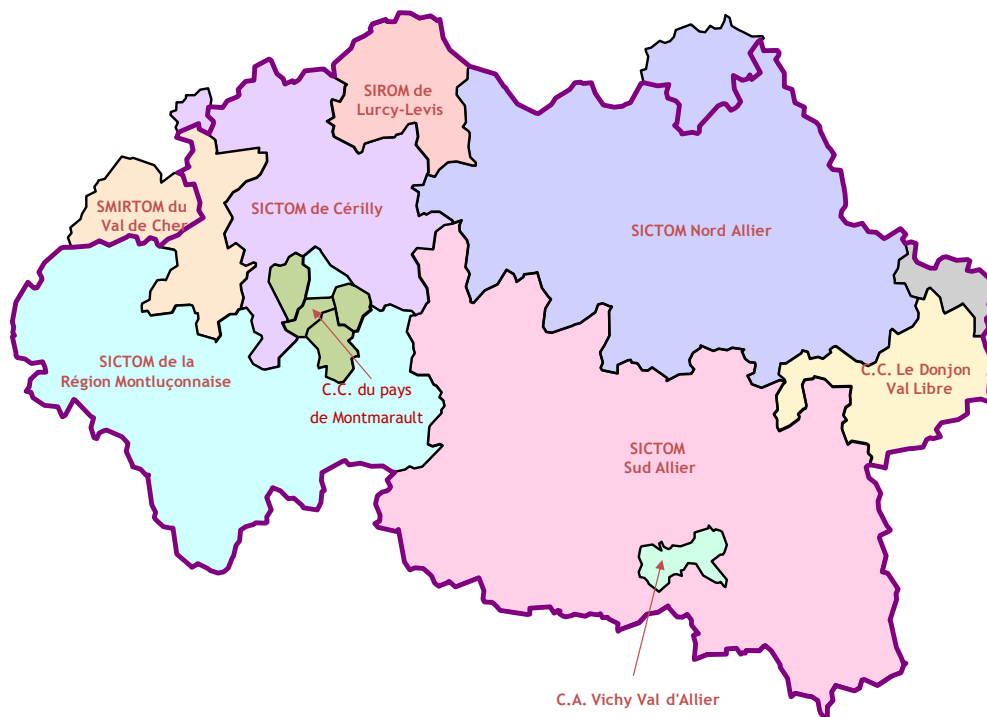 SIROM de
Lurcy-Levis
SMIRTOM du
Val de Cher
SICTOM de Cérilly
SICTOM Nord Allier
SICTOM de la
Région Montluçonnaise
C.C. du pays
de Montmarault
C.C. Le Donjon
Val Libre
SICTOM
Sud Allier
C.A. Vichy Val d'Allier